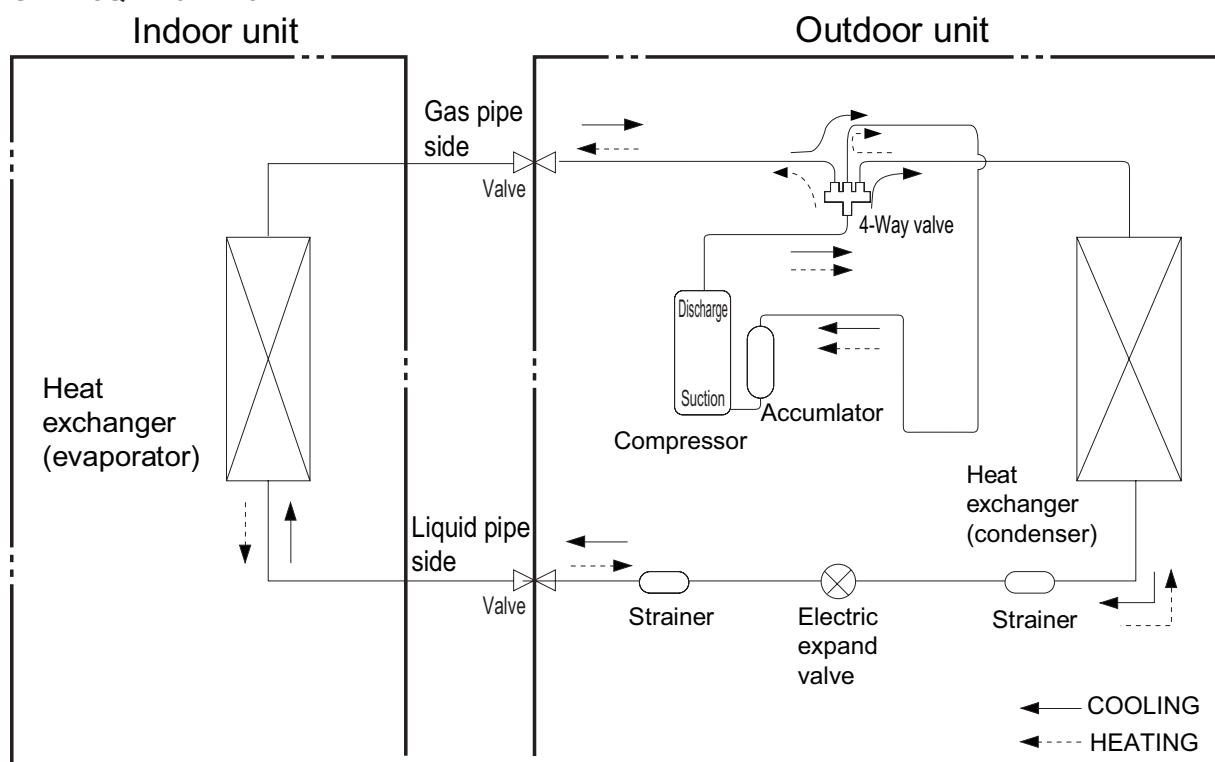 Indoor unit
Outdoor unit
Gas pipe
side
Valve
4-Way valve
Discharge
Suction
Accumlator
Compressor
Heat
exchanger
(evaporator)
Heat
exchanger
(condenser)
Liquid pipe
side
Valve
Strainer
Electric
expand
valve
Strainer
COOLING
HEATING